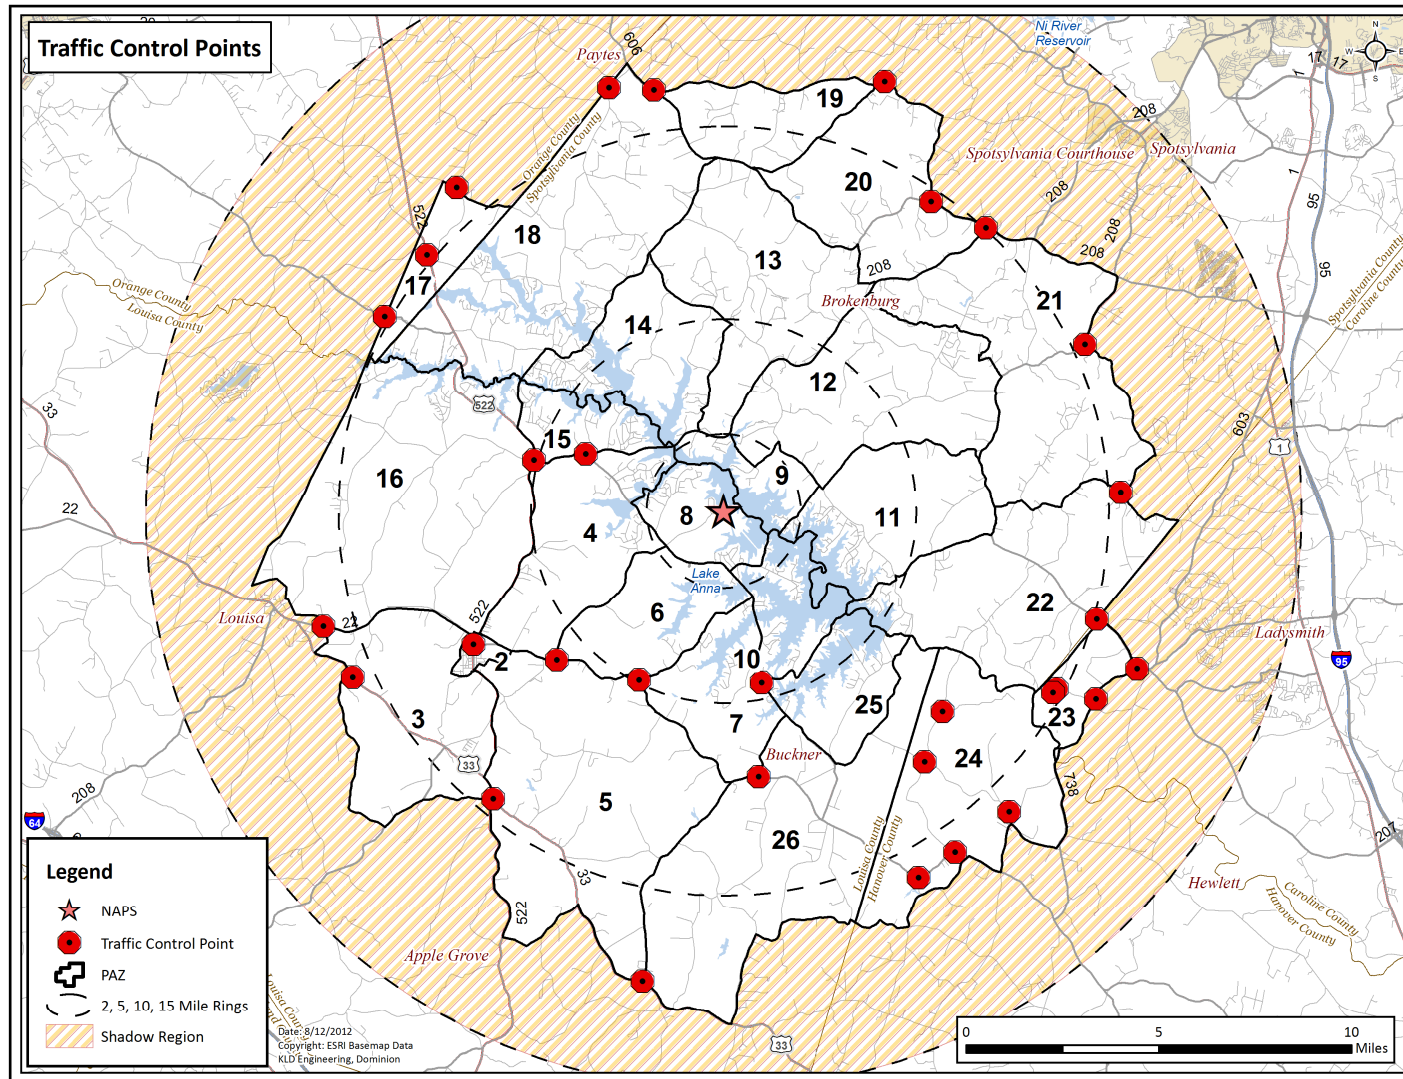 Traffic Control Points
Paytes
606
Ni River
Reservoir
N
W
E
S
17
17
1
208
Spotsylvania Courthouse
Spotsylvania
19
20
Orange County
Spotsylvania County
522
18
17
13
208
208
208
208
1
95
95
Spotsylvania County
Caroline County
Orange County
Louisa County
Brokenburg
21
14
12
33
522
15
16
9
603
1
22
4
8
11
Lake
Anna
6
22
Louisa
22
522
2
10
Ladysmith
95
3
7
25
23
Buckner
24
33
738
208
64
5
26
Louisa County
Hanover County
207
33
Hewlett
Caroline County
Hanover County
522
Apple Grove
Legend
NAPS
Traffic Control Point
PAZ
2, 5, 10, 15 Mile Rings
Shadow Region
Date: 8/12/2012
Copyright: ESRI Basemap Data
KLD Engineering, Dominion
33
0
5
10
Miles